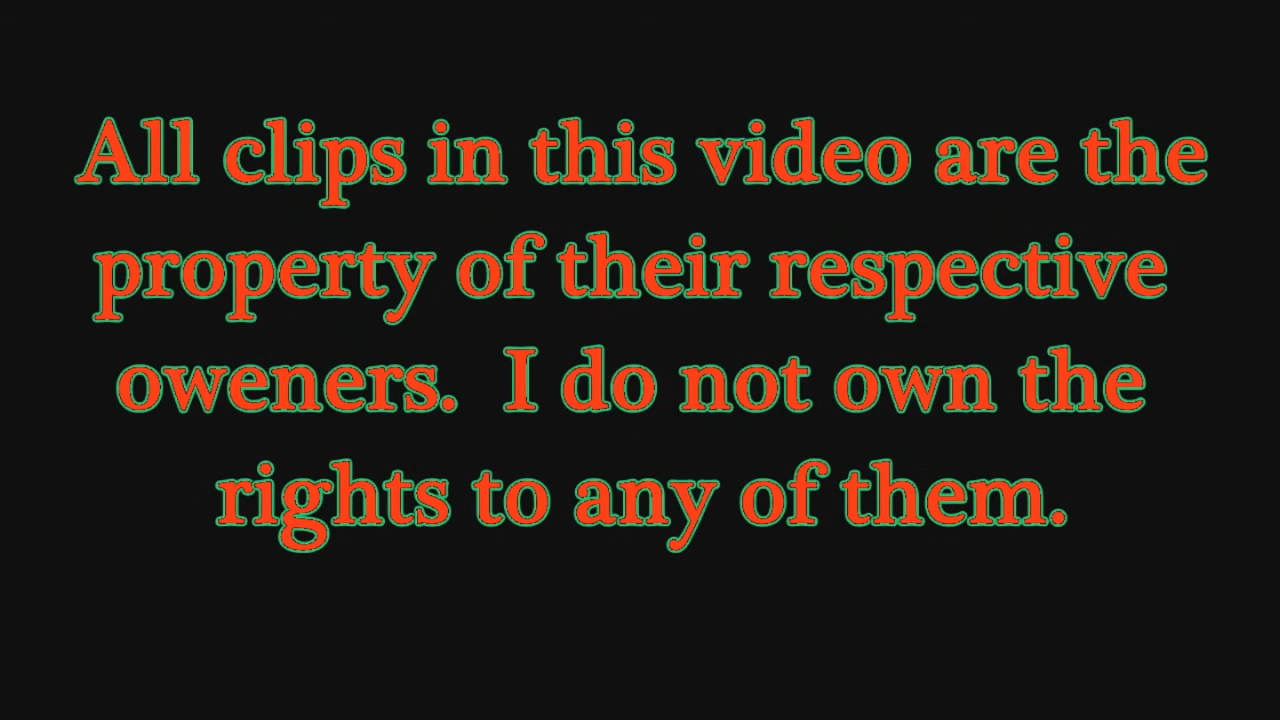 All clips in this video are the
property of their respective
oweners.  I do not own the
rights to any of them.